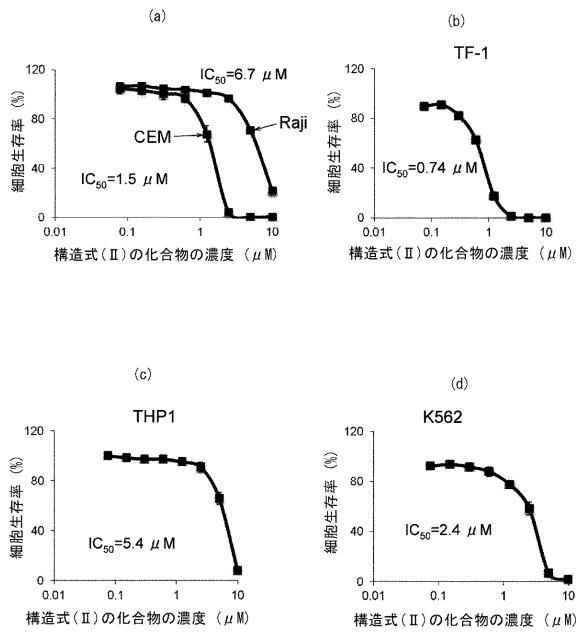 (a)
120
80
40
0
細胞生存率 (%)
IC50=6.7 μM
Raji
CEM
IC50=1.5 μM
0.01 0.1 1 10
構造式(Ⅱ)の化合物の濃度 (μM)
(b)
TF-1
120
80
40
0
細胞生存率 (%)
IC50=0.74 μM
0.01 0.1 1 10
構造式(Ⅱ)の化合物の濃度 (μM)
(c)
THP1
120
80
40
0
細胞生存率 (%)
IC50=5.4 μM
0.01 0.1 1 10
構造式(Ⅱ)の化合物の濃度 (μM)
(d)
K562
120
80
40
0
細胞生存率 (%)
IC50=2.4 μM
0.01 0.1 1 10
構造式(Ⅱ)の化合物の濃度 (μM)